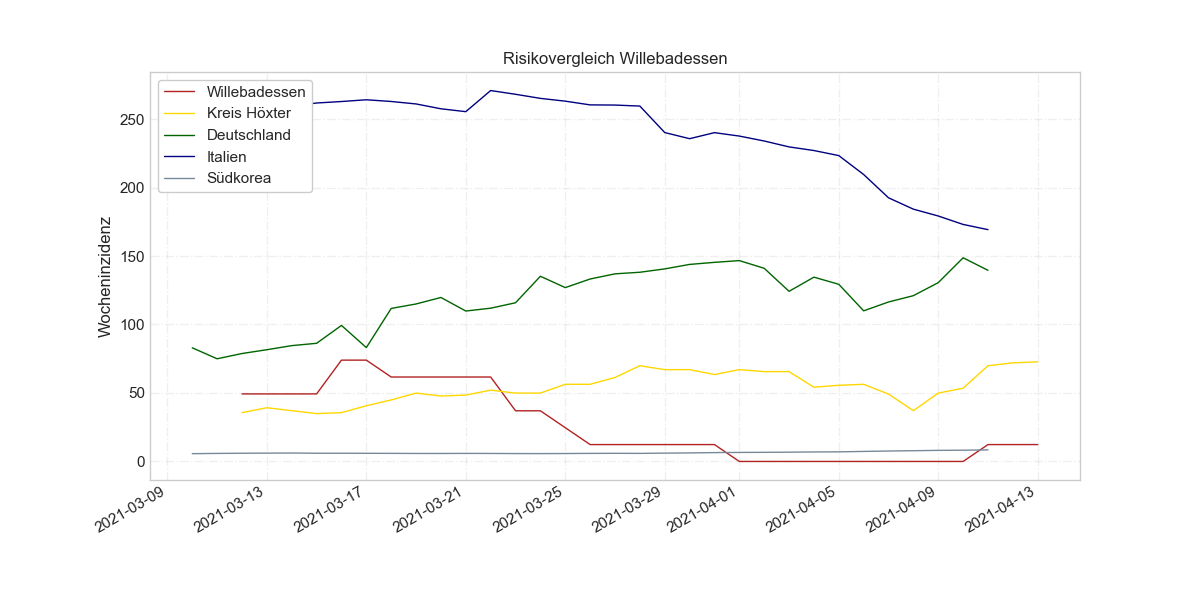 Risikovergleich Willebadessen
Willebadessen
Kreis Höxter
Deutschland
Italien
Südkorea
Wocheninzidenz
250
200
150
100
50
0
2021-03-09
2021-03-13
2021-03-17
2021-03-21
2021-03-25
2021-03-29
2021-04-01
2021-04-05
2021-04-09
2021-04-13